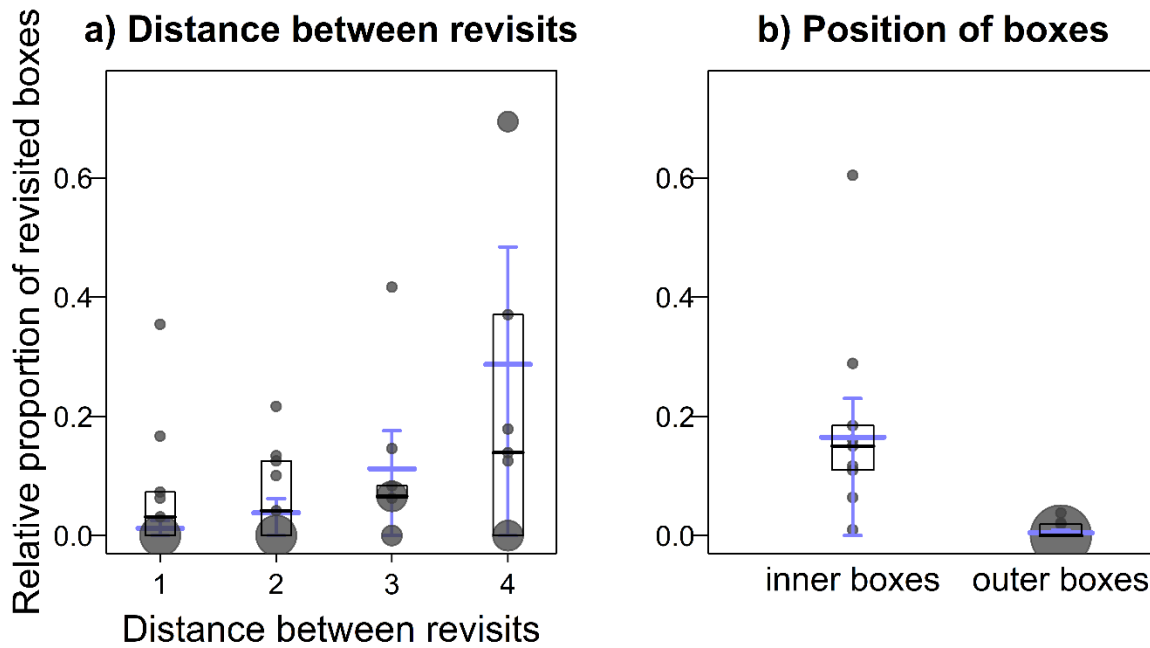 a) Distance between revisits
Relative proportion of revisited boxes
0.6
0.4
0.2
0.0
1 2 3 4
Distance between revisits
b) Position of boxes
0.6
0.4
0.2
0.0
inner boxes outer boxes